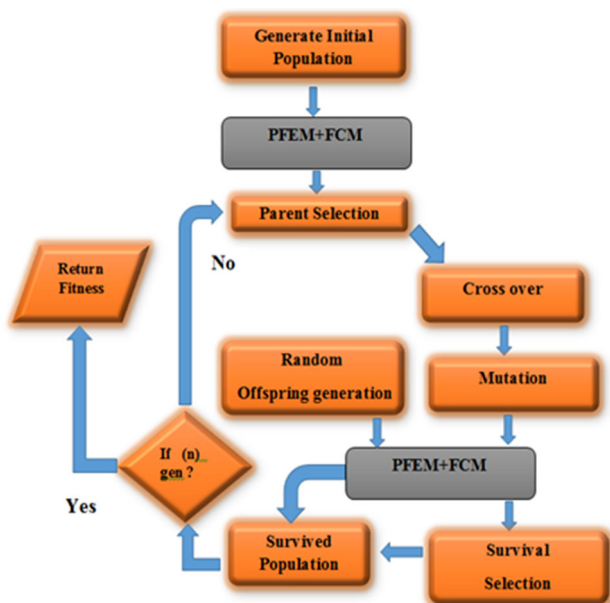 Generate Initial
Population
PFEM+FCM
Parent Selection
No
Return
Fitness
Cross over
Random
Offspring generation
Mutation
If (n)
gen ?
PFEM+FCM
Yes
Survived
Population
Survival
Selection